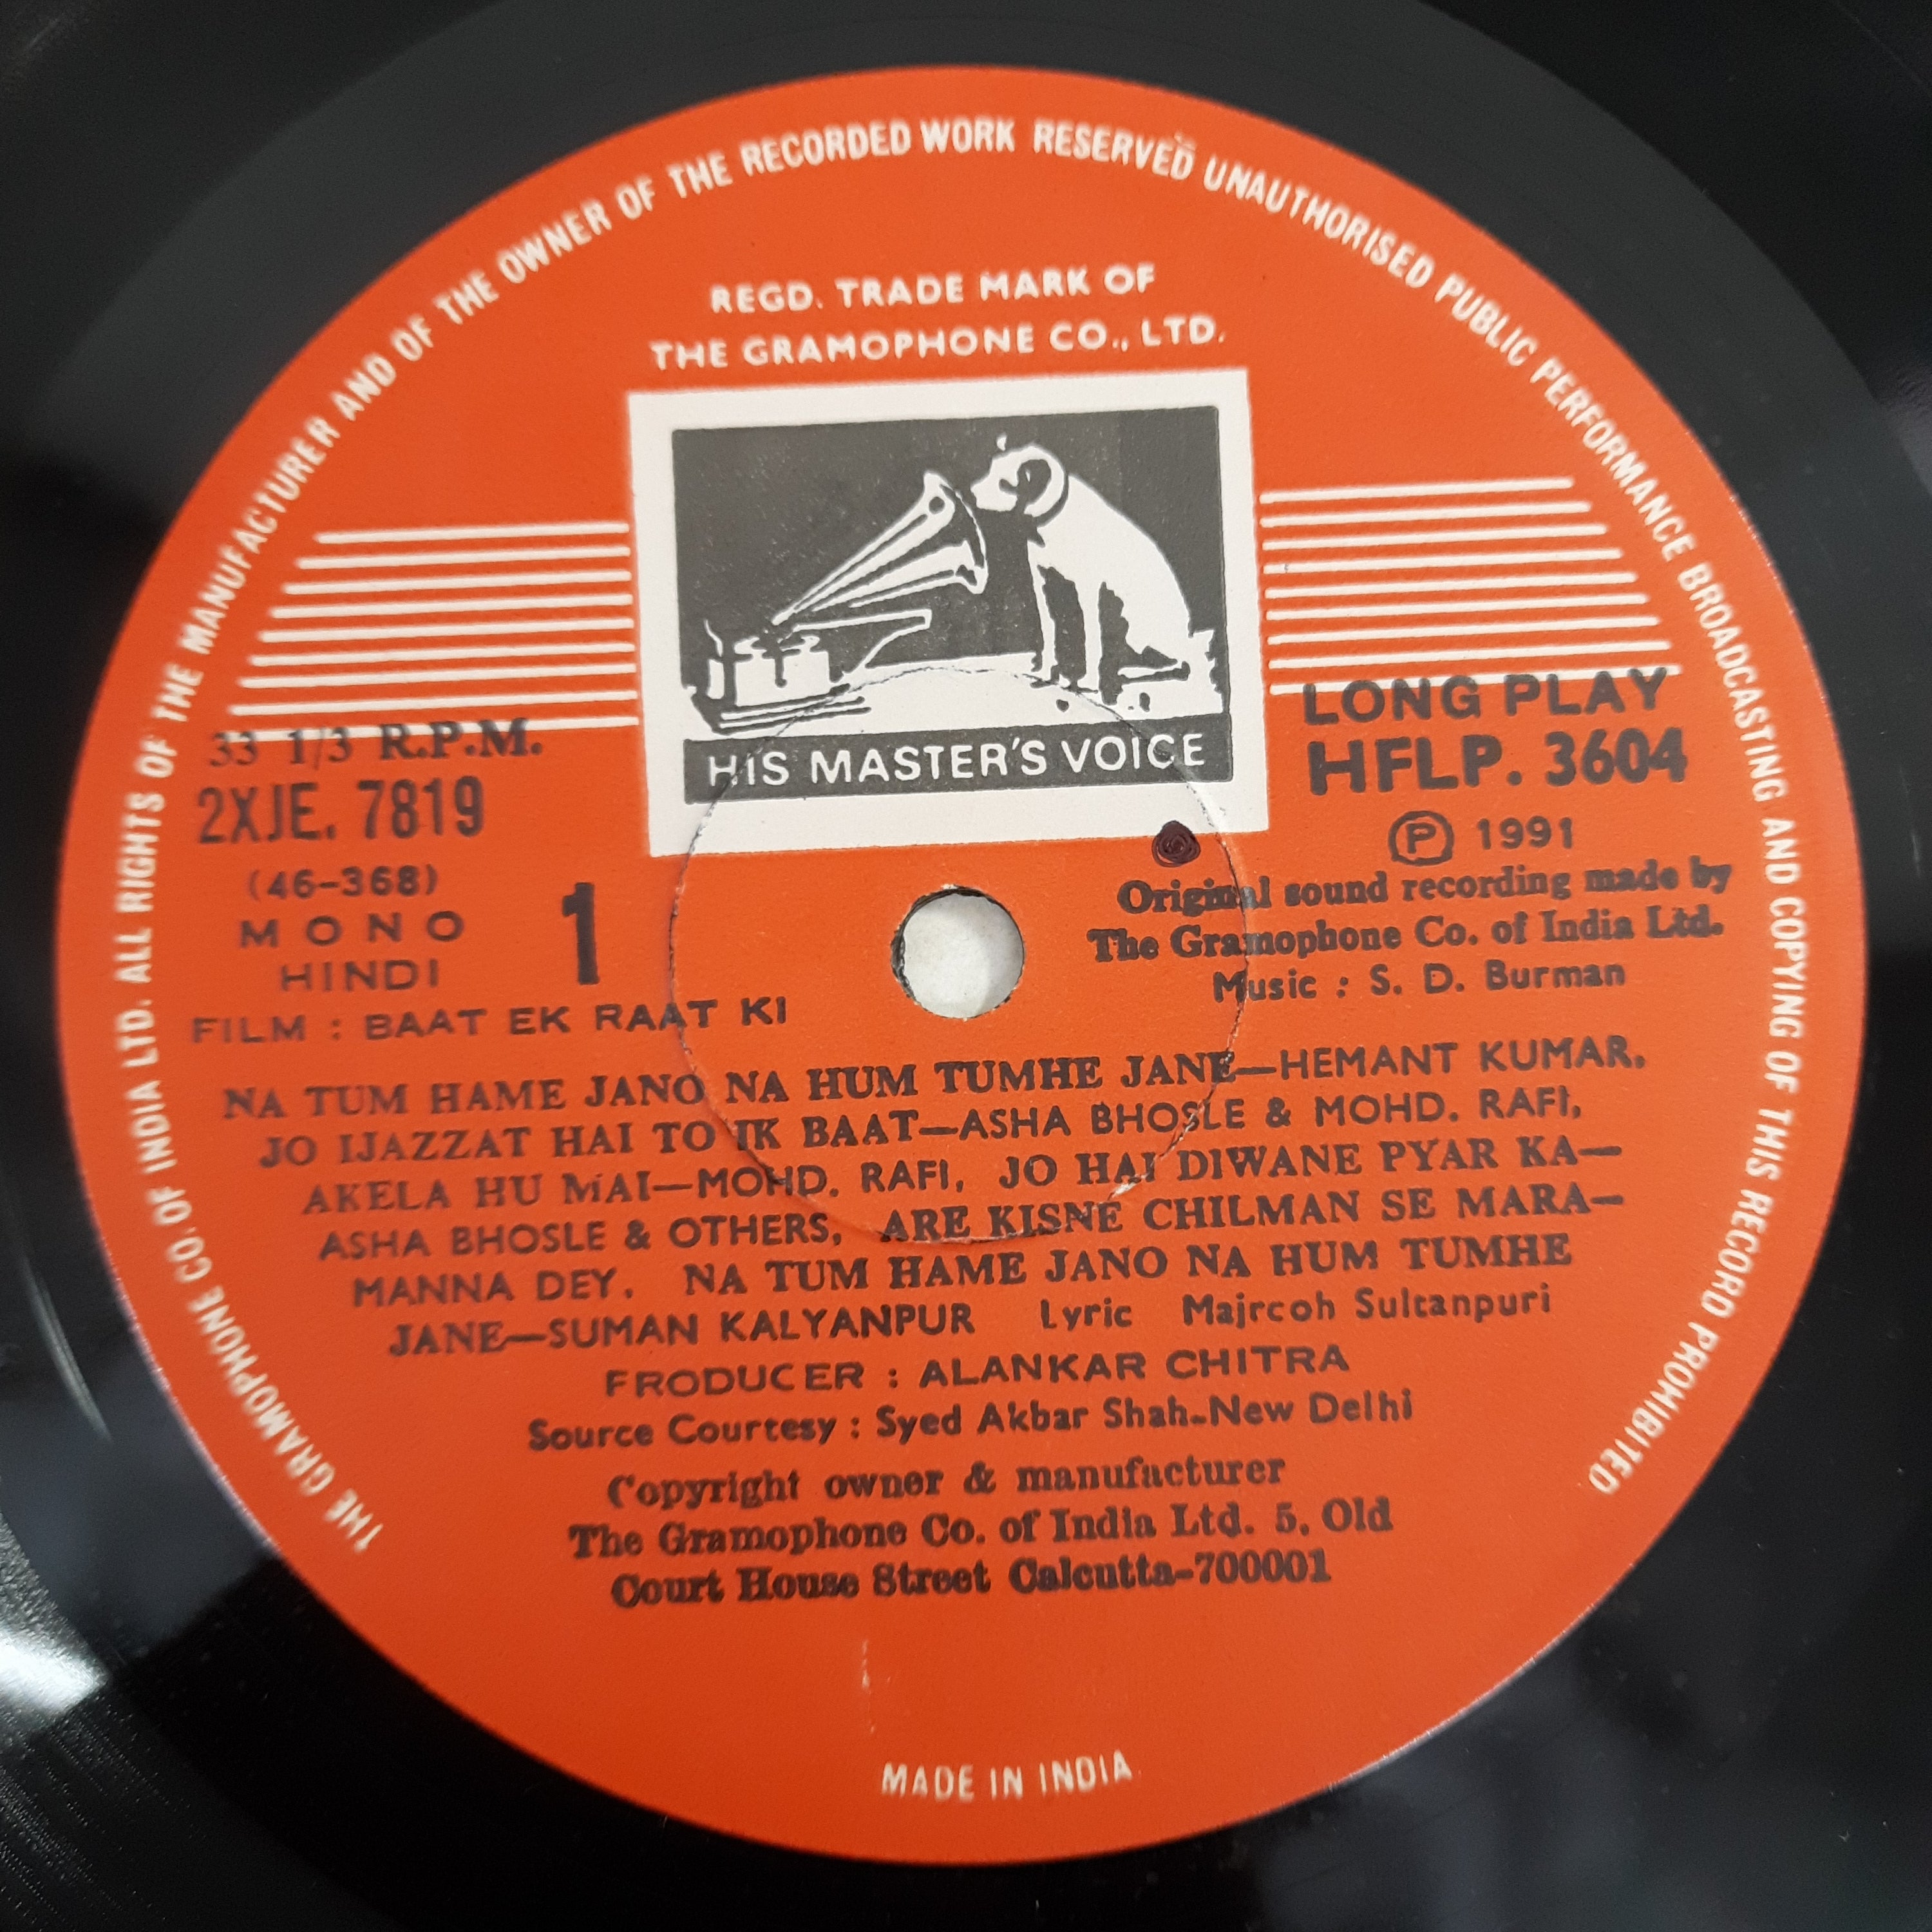 THE GRAMOPHONE CO. OF INDIA LTD. ALL RIGHTS OF THE MANUFACTURER AND OF THE OWNER OF THE RECORDED WORK RESERVED UNAUTHORISED PUBLIC PERFORMANCE BROADCASTING AND COPYING OF THIS RECORD PROHIBITED
REGD. TRADE MARK OF
THE GRAMOPHONE CO., LTD.
HIS MASTER'S VOICE
33 1/3 R.P.M.
2XJE. 7819
(46-368)
MONO
HINDI
1
LONG PLAY
HFLP. 3604
Ⓟ 1991
Original sound recording made by
The Gramophone Co. of India Ltd.
Music : S. D. Burman
FILM : BAAT EK RAAT KI
NA TUM HAME JANO NA HUM TUMHE JANE—HEMANT KUMAR.
JO IJAZZAT HAI TO IK BAAT—ASHA BHOSLE & MOHD. RAFI,
AKELA HU MAI—MOHD. RAFI, JO HAI DIWANE PYAR KA—
ASHA BHOSLE & OTHERS, ARE KISNE CHILMAN SE MARA—
MANNA DEY. NA TUM HAME JANO NA HUM TUMHE
JANE—SUMAN KALYANPUR Lyric Majrcoh Sultanpuri
FRODUCER : ALANKAR CHITRA
Source Courtesy : Syed Akbar Shah-New Delhi
Copyright owner & manufacturer
The Gramophone Co. of India Ltd. 5, Old
Court House Street Calcutta-700001
MADE IN INDIA